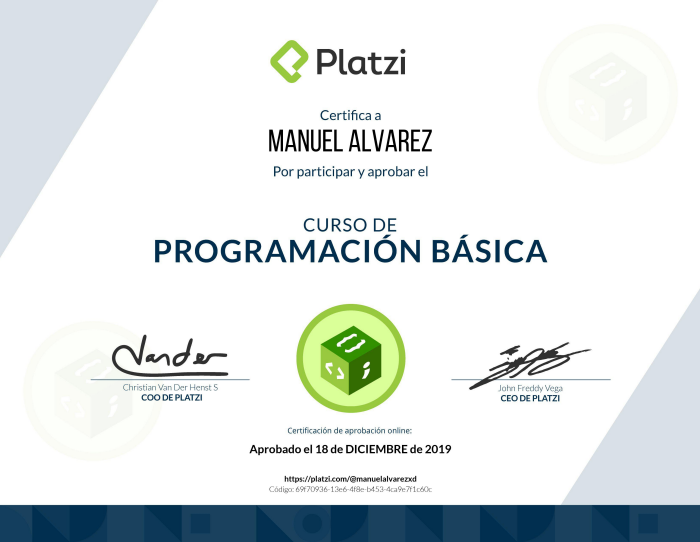 Platzi
Certifica a
MANUEL ALVAREZ
Por participar y aprobar el
CURSO DE
PROGRAMACIÓN BÁSICA
Vander
Christian Van Der Henst S
COO DE PLATZI
John Freddy Vega
CEO DE PLATZI
Certificación de aprobación online:
Aprobado el 18 de DICIEMBRE de 2019
https://platzi.com/@manuelalvarezxd
Código: 69f70936-13e6-4f8e-b453-4ca9e7f1c60c